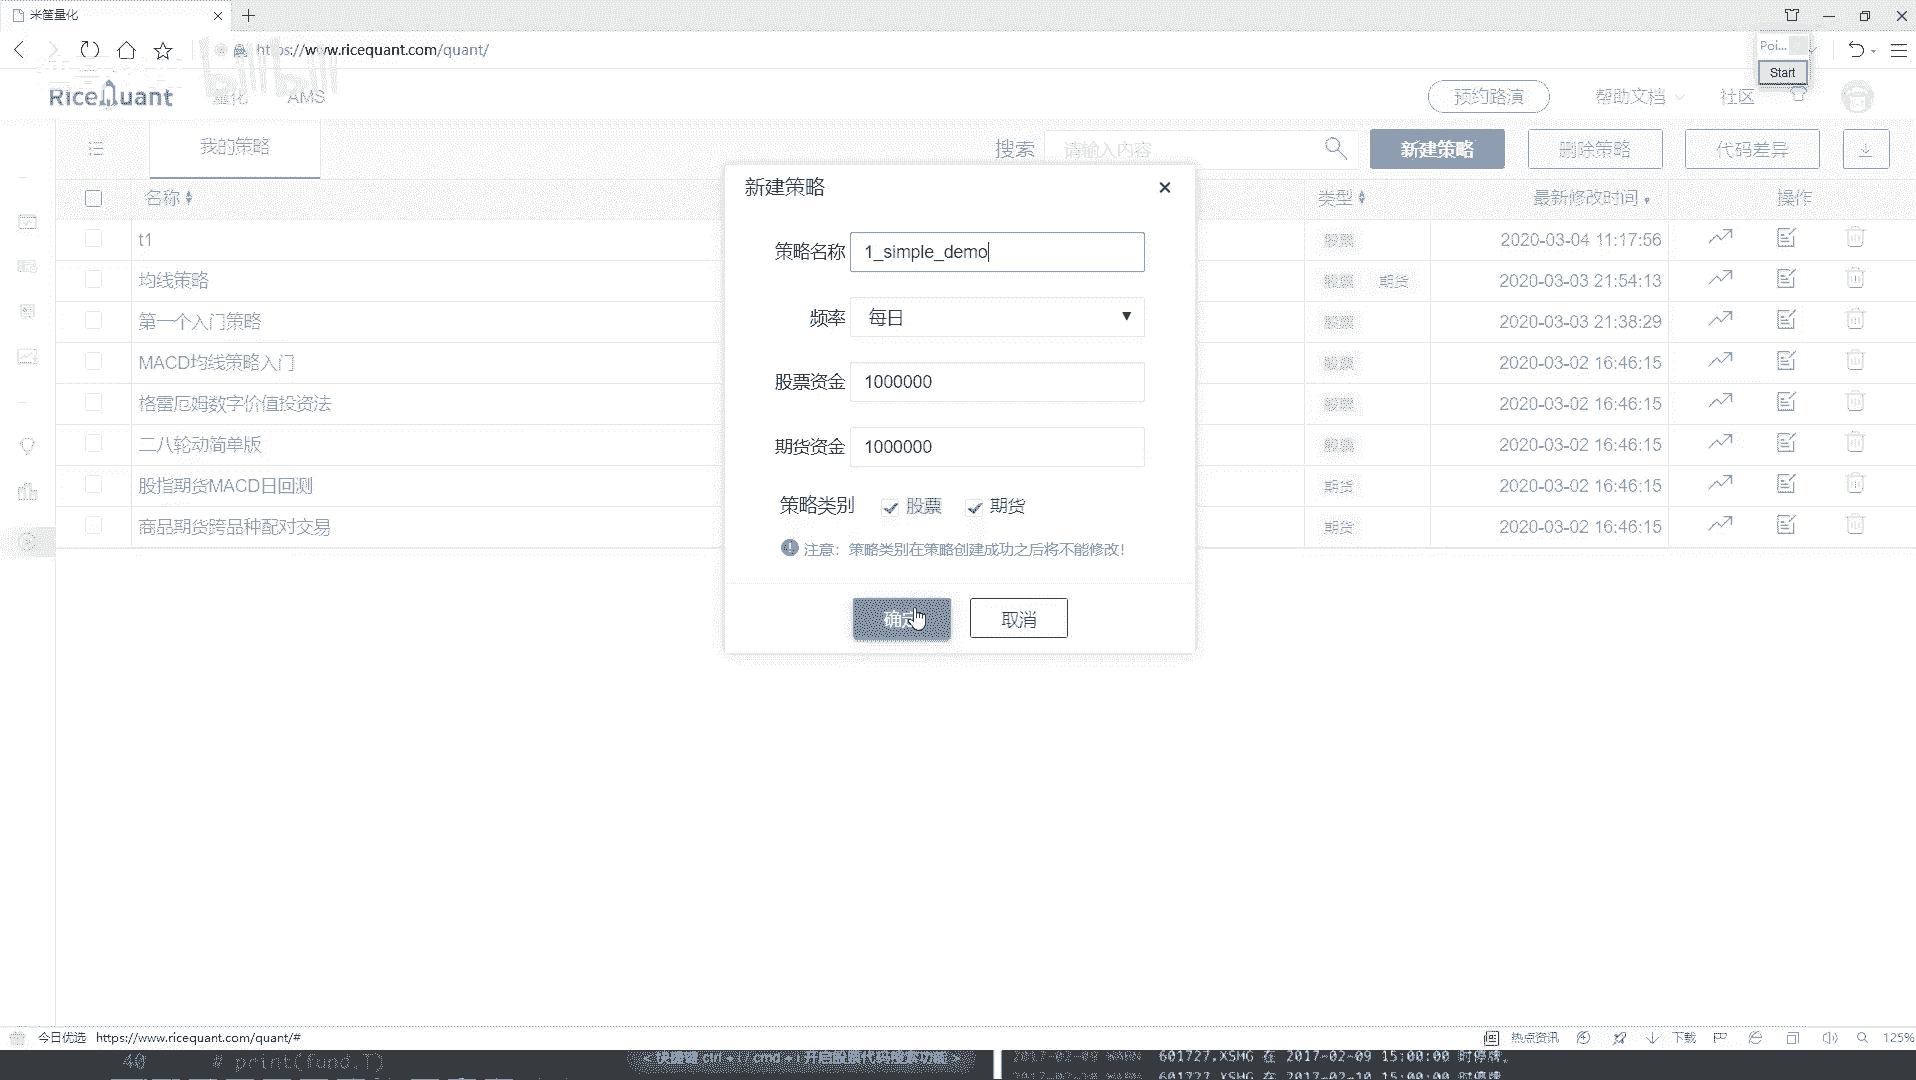 米筐量化
https://www.ricequant.com/quant/
Poi...
Start
RiceQuant 量化 AMS 预约路演 帮助文档 社区
bilibili
我的策略 搜索 请输入内容 新建策略 删除策略 代码差异
名称 类型 最新修改时间 操作
t1 股票 2020-03-04 11:17:56
均线策略 股票 期货 2020-03-03 21:54:13
第一个入门策略 股票 2020-03-03 21:38:29
MACD均线策略入门 股票 2020-03-02 16:46:15
格雷厄姆数字价值投资法 股票 2020-03-02 16:46:15
二八轮动简单版 股票 2020-03-02 16:46:15
股指期货MACD日回测 期货 2020-03-02 16:46:15
商品期货跨品种配对交易 期货 2020-03-02 16:46:15
新建策略
策略名称 1_simple_demo
频率 每日
股票资金 1000000
期货资金 1000000
策略类别 股票 期货
注意：策略类别在策略创建成功之后将不能修改！
确定 取消
今日优选 https://www.ricequant.com/quant/# 热点资讯 下载 125%
40 # print(fund.T) <快捷键 ctrl + i / cmd + i 开启股票代码搜索功能> 2017-02-09 WARN 601727.XSHG 在 2017-02-09 15:00:00 时停牌。
2017-02-10 WARN 601727.XSHG 在 2017-02-10 15:00:00 时停牌。